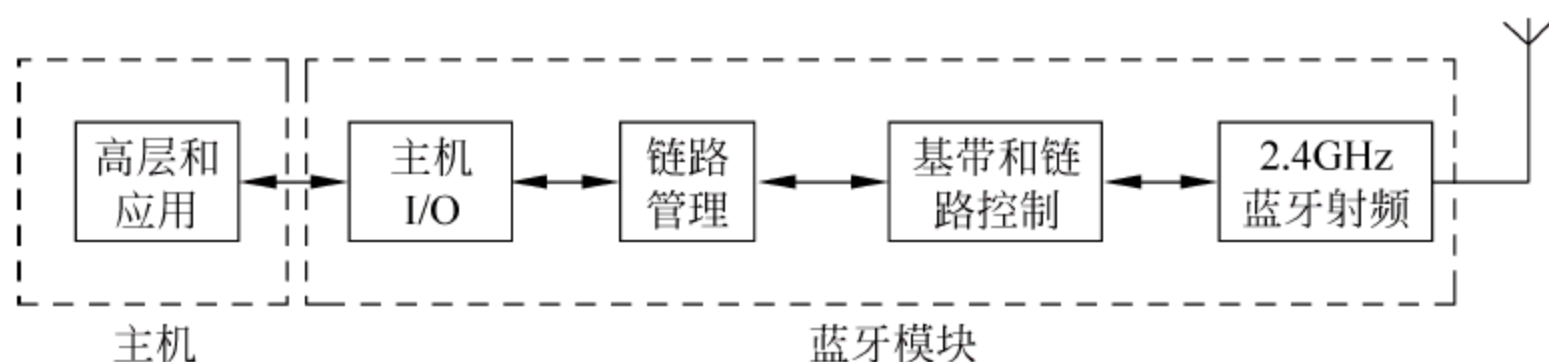 高层和
应用
主机
I/O
链路
管理
基带和链
路控制
2.4GHz
蓝牙射频
主机
蓝牙模块